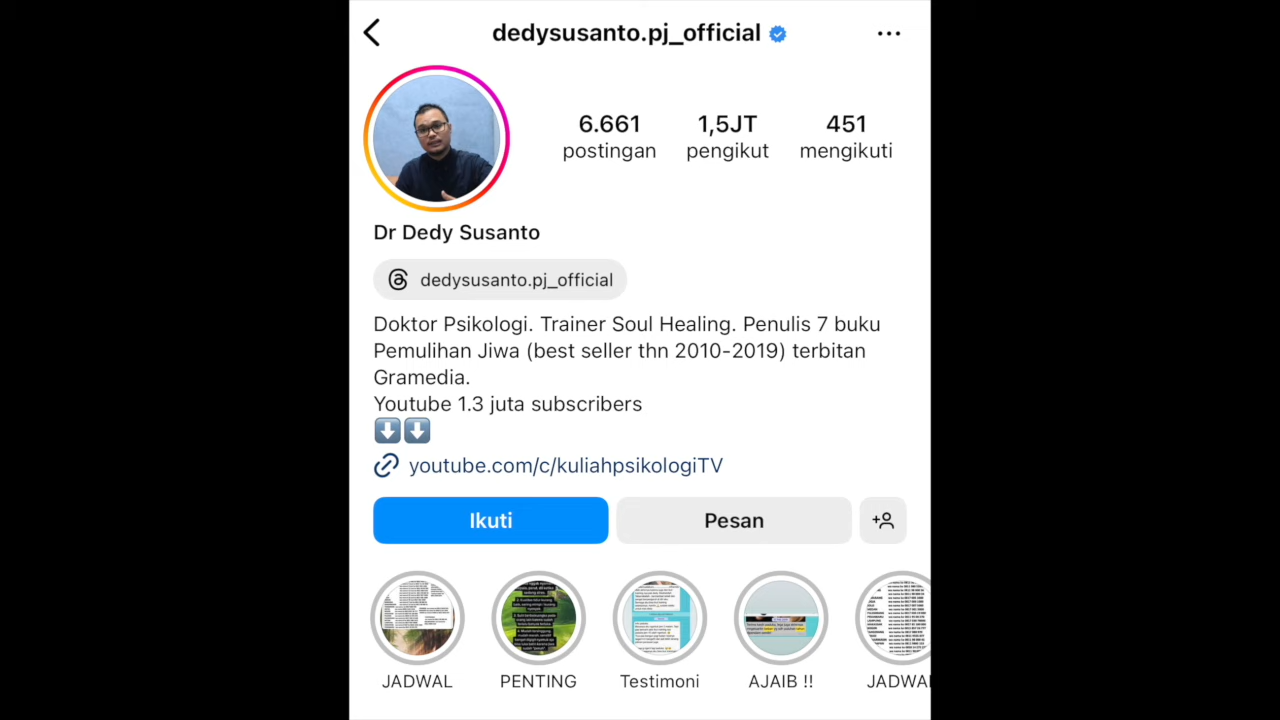 dedysusanto.pj_official
6.661
postingan
1,5JT
pengikut
451
mengikuti
Dr Dedy Susanto
dedysusanto.pj_official
Doktor Psikologi. Trainer Soul Healing. Penulis 7 buku
Pemulihan Jiwa (best seller thn 2010-2019) terbitan
Gramedia.
Youtube 1.3 juta subscribers
youtube.com/c/kuliahpsikologiTV
Ikuti
Pesan
JADWAL
PENTING
Testimoni
AJAIB !!
JADWA